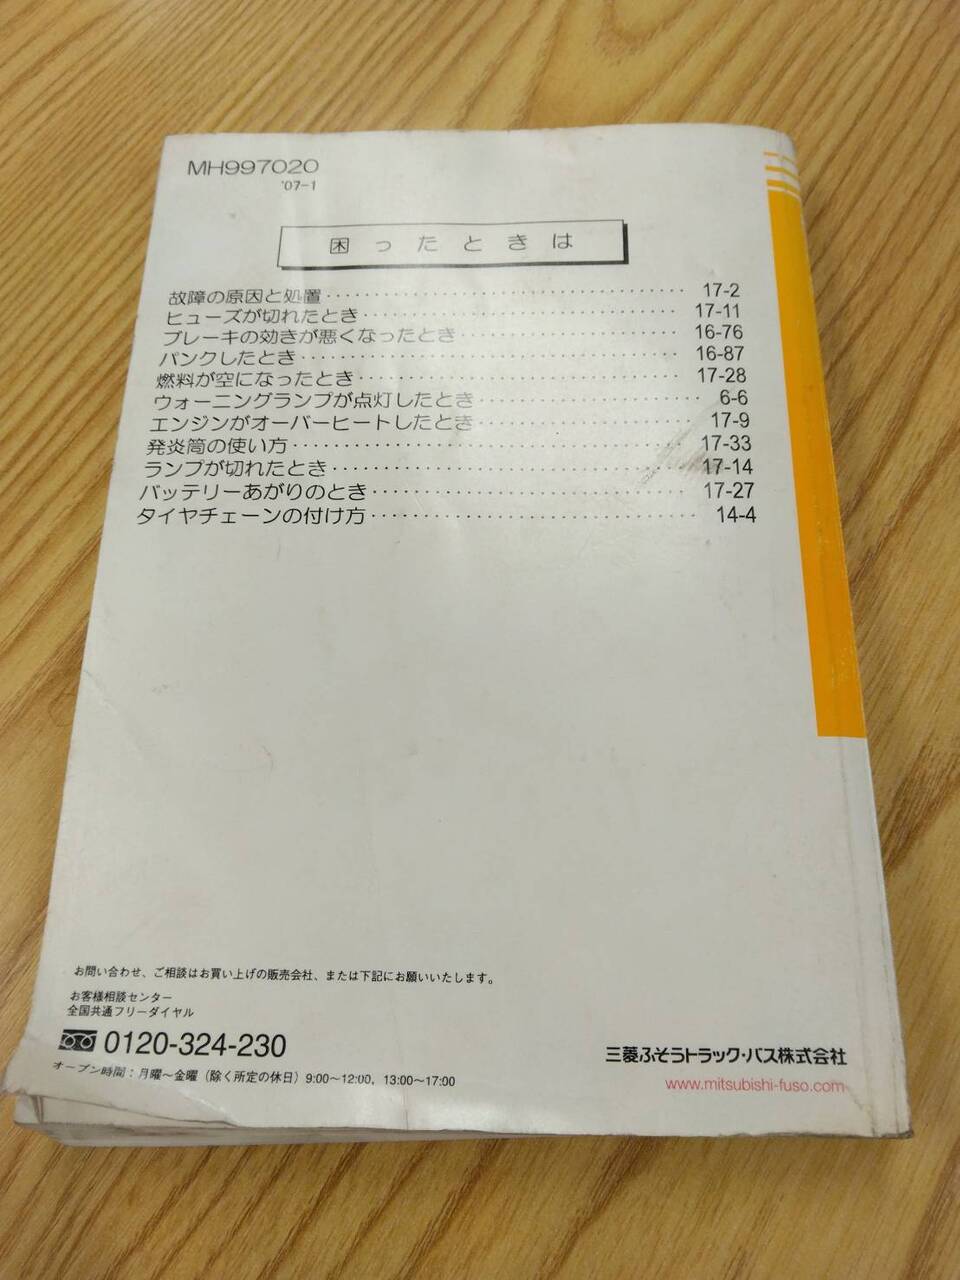 MH997020
'07-1
困ったときは
故障の原因と処置 17-2
ヒューズが切れたとき 17-11
ブレーキの効きが悪くなったとき 16-76
パンクしたとき 16-87
燃料が空になったとき 17-28
ウォーニングランプが点灯したとき 6-6
エンジンがオーバーヒートしたとき 17-9
発炎筒の使い方 17-33
ランプが切れたとき 17-14
バッテリーあがりのとき 17-27
タイヤチェーンの付け方 14-4
お問い合わせ、ご相談はお買い上げの販売会社、または下記にお願いいたします。
お客様相談センター
全国共通フリーダイヤル
0120-324-230
オープン時間：月曜～金曜（除く所定の休日）9:00～12:00, 13:00～17:00
三菱ふそうトラック・バス株式会社
www.mitsubishi-fuso.com